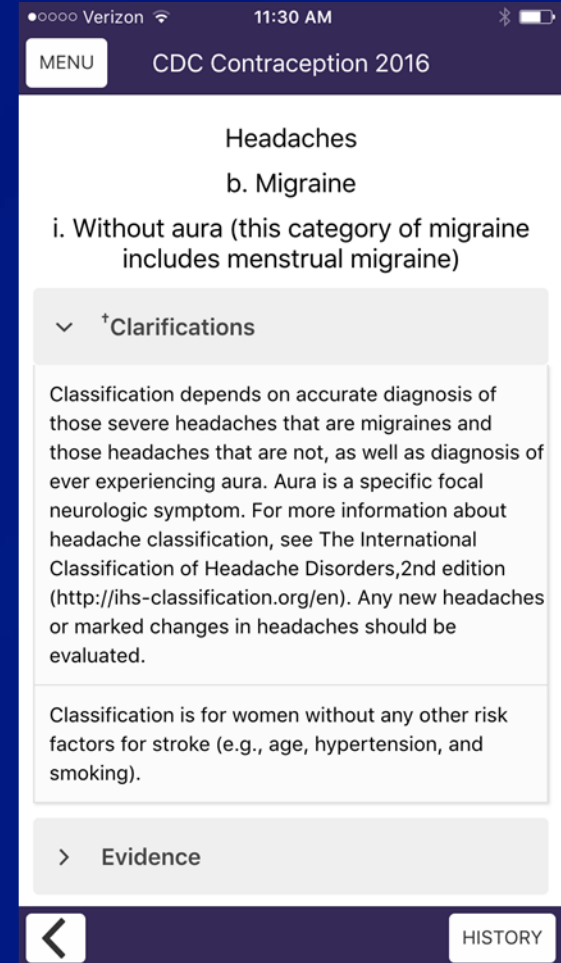 Verizon 11:30 AM
MENU CDC Contraception 2016
Headaches
b. Migraine
i. Without aura (this category of migraine
includes menstrual migraine)
†Clarifications
Classification depends on accurate diagnosis of
those severe headaches that are migraines and
those headaches that are not, as well as diagnosis of
ever experiencing aura. Aura is a specific focal
neurologic symptom. For more information about
headache classification, see The International
Classification of Headache Disorders,2nd edition
(http://ihs-classification.org/en). Any new headaches
or marked changes in headaches should be
evaluated.
Classification is for women without any other risk
factors for stroke (e.g., age, hypertension, and
smoking).
Evidence
HISTORY